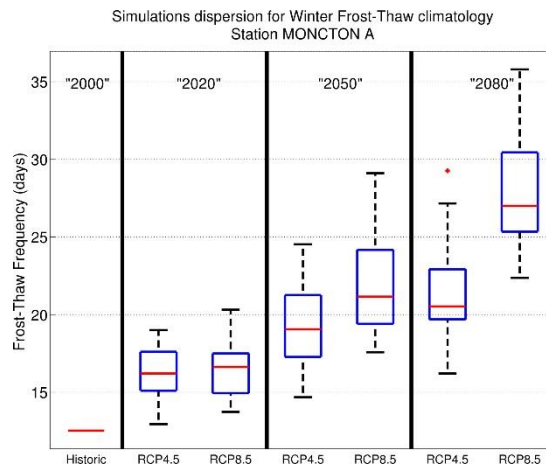 Simulations dispersion for Winter Frost-Thaw climatology
Station MONCTON A
"2000" "2020" "2050" "2080"
Frost-Thaw Frequency (days)
35
30
25
20
15
Historic RCP4.5 RCP8.5 RCP4.5 RCP8.5 RCP4.5 RCP8.5